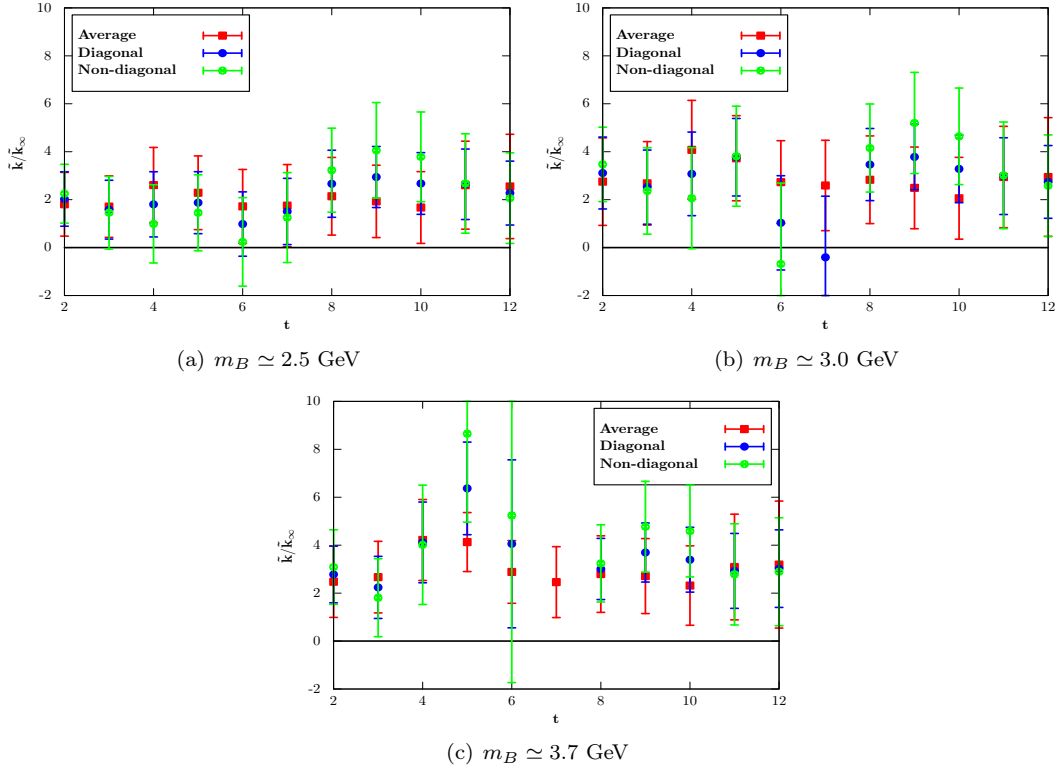 10
8
6
4
2
0
-2
k̃/k̃∞
Average
Diagonal
Non-diagonal
2 4 6 8 10 12
t
(a) m_B ≃ 2.5 GeV
10
8
6
4
2
0
-2
k̃/k̃∞
Average
Diagonal
Non-diagonal
2 4 6 8 10 12
t
(b) m_B ≃ 3.0 GeV
10
8
6
4
2
0
-2
k̃/k̃∞
Average
Diagonal
Non-diagonal
2 4 6 8 10 12
t
(c) m_B ≃ 3.7 GeV